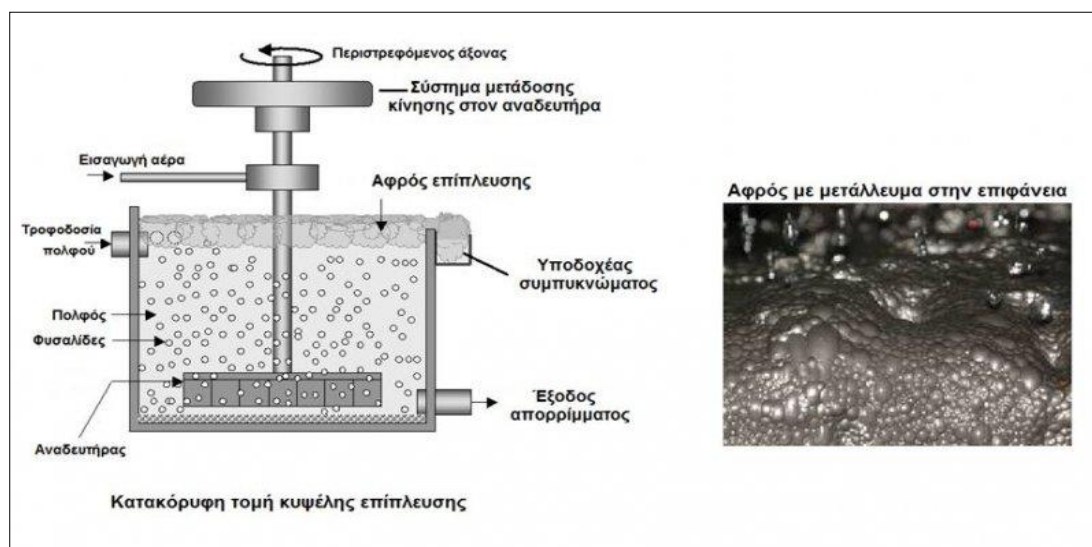 Περιστρεφόμενος άξονας
Σύστημα μετάδοσης
κίνησης στον αναδευτήρα
Εισαγωγή αέρα
Αφρός επίπλευσης
Τροφοδοσία
πολφού
Υποδοχέας
συμπυκνώματος
Πολφός
Φυσαλίδες
Έξοδος
απορρίμματος
Αναδευτήρας
Κατακόρυφη τομή κυψέλης επίπλευσης
Αφρός με μετάλλευμα στην επιφάνεια